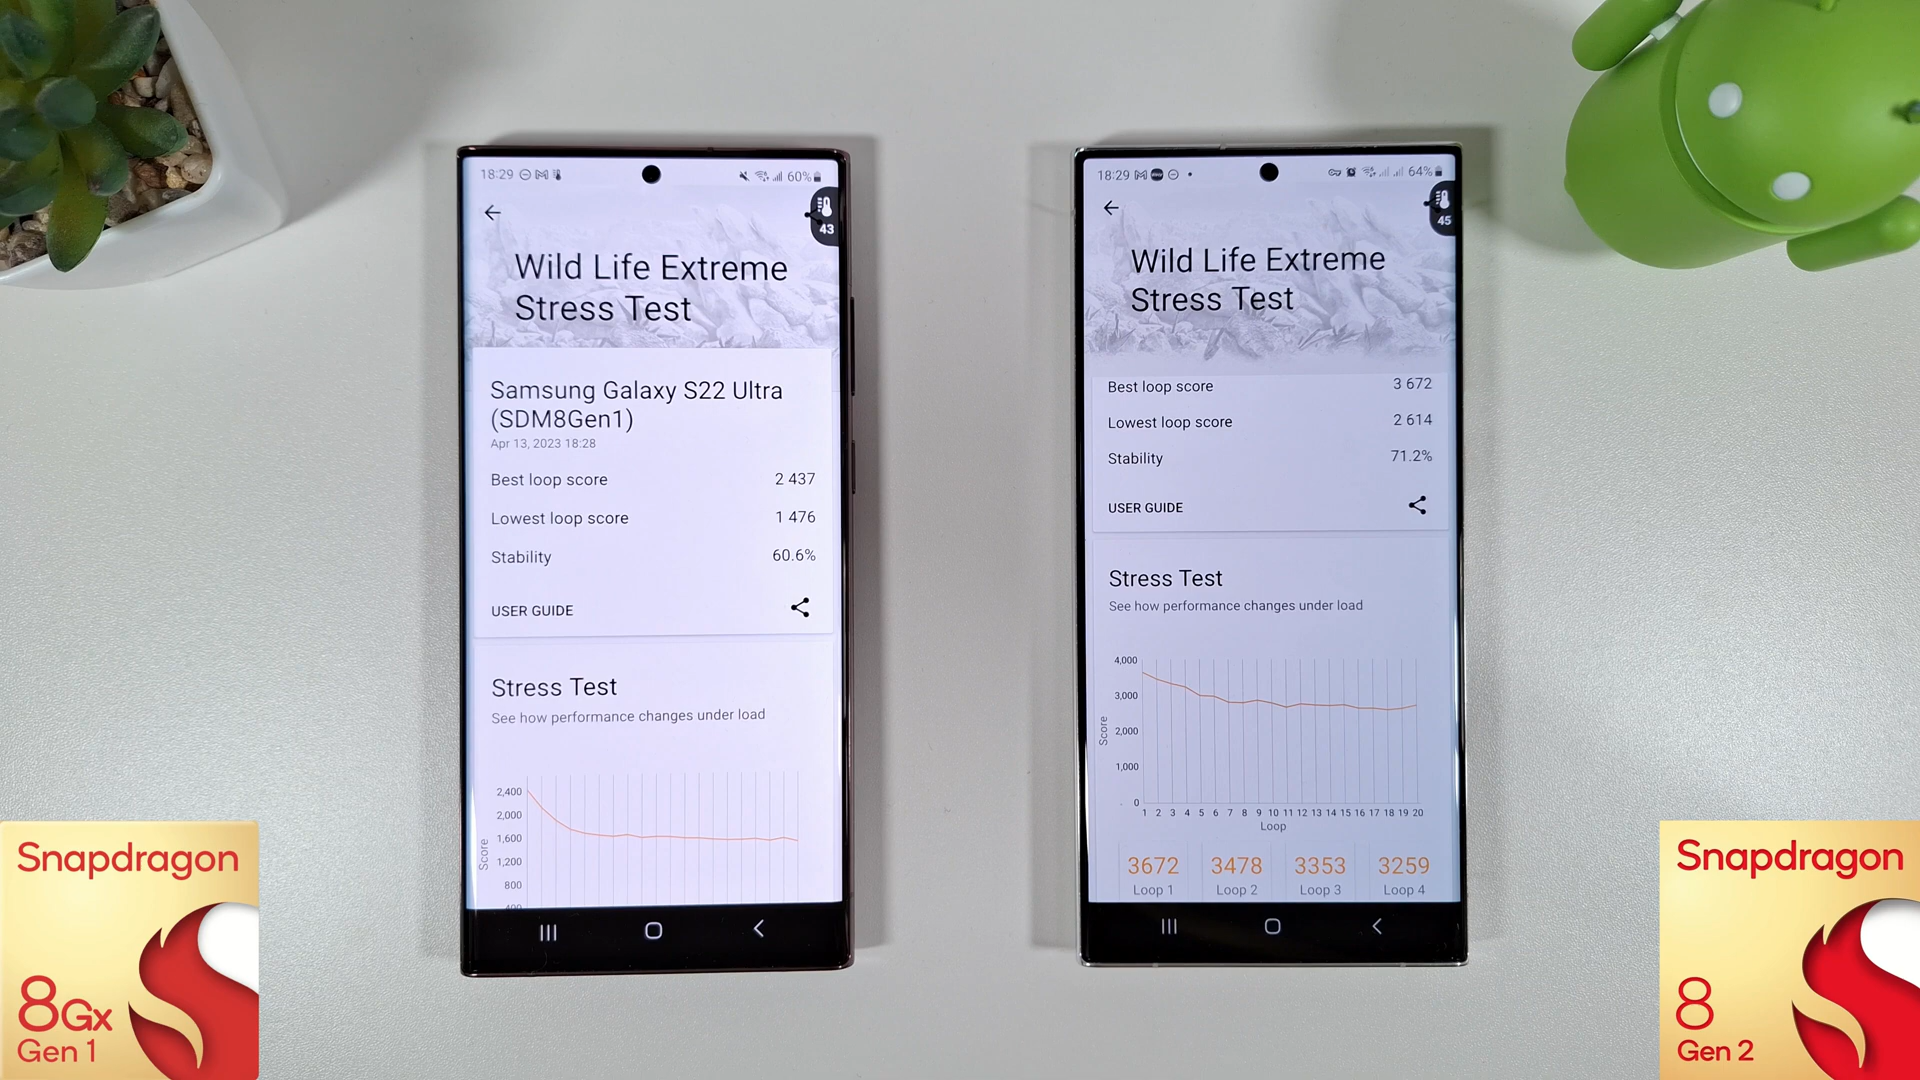 18:29
60%
43
Wild Life Extreme
Stress Test
Samsung Galaxy S22 Ultra
(SDM8Gen1)
Apr 13, 2023 18:28
Best loop score 2 437
Lowest loop score 1 476
Stability 60.6%
USER GUIDE
Stress Test
See how performance changes under load
2,400
2,000
1,600
1,200
800
400
Score
18:29
64%
45
Wild Life Extreme
Stress Test
Best loop score 3 672
Lowest loop score 2 614
Stability 71.2%
USER GUIDE
Stress Test
See how performance changes under load
4,000
3,000
2,000
1,000
0
Score
1 2 3 4 5 6 7 8 9 10 11 12 13 14 15 16 17 18 19 20
Loop
3672 3478 3353 3259
Loop 1 Loop 2 Loop 3 Loop 4
Snapdragon
8Gx
Gen 1
Snapdragon
8
Gen 2